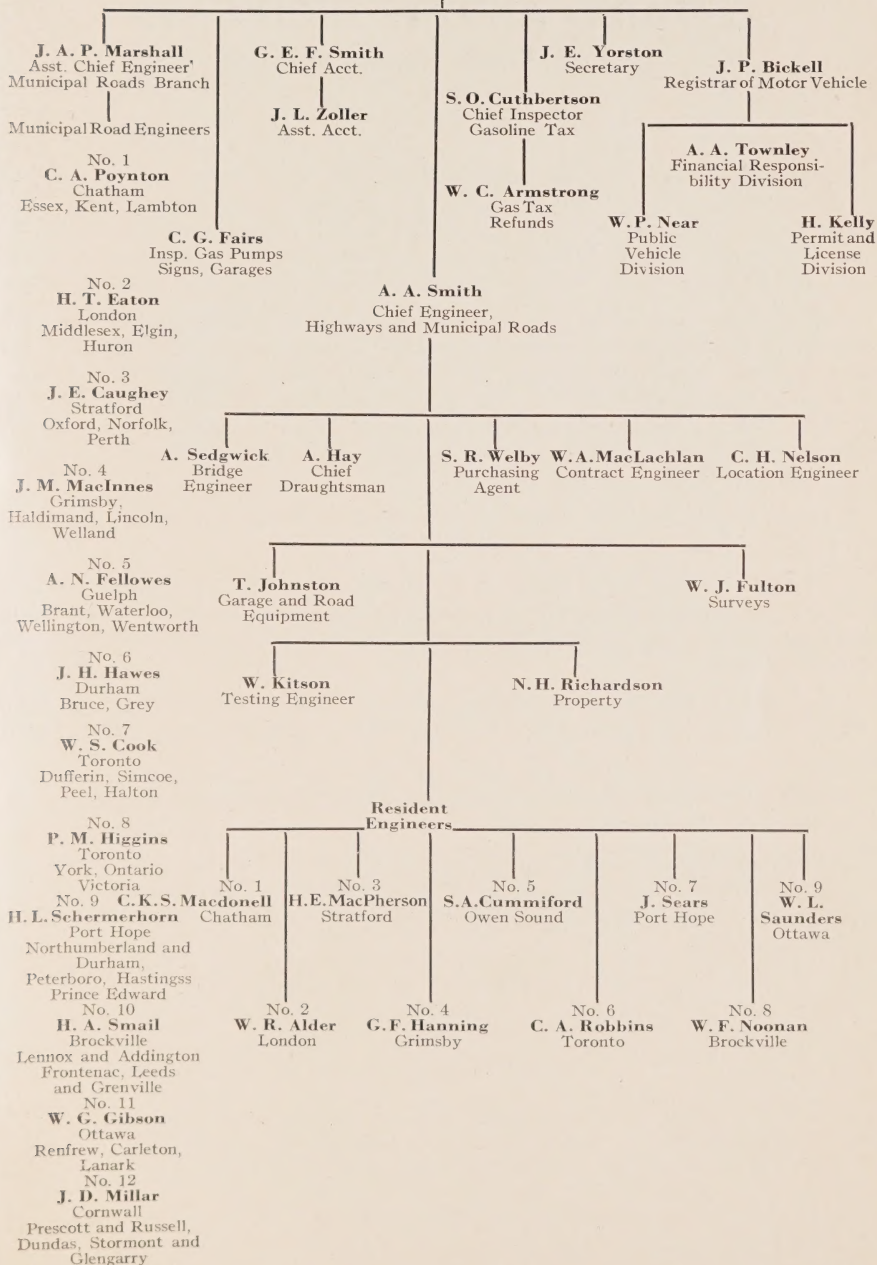 J. A. P. Marshall
Asst. Chief Engineer'
Municipal Roads Branch
Municipal Road Engineers
No. 1
C. A. Poynton
Chatham
Essex, Kent, Lambton
No. 2
H. T. Eaton
London
Middlesex, Elgin,
Huron
No. 3
J. E. Caughey
Stratford
Oxford, Norfolk,
Perth
No. 4
J. M. MacInnes
Grimsby,
Haldimand, Lincoln,
Welland
No. 5
A. N. Fellowes
Guelph
Brant, Waterloo,
Wellington, Wentworth
No. 6
J. H. Hawes
Durham
Bruce, Grey
No. 7
W. S. Cook
Toronto
Dufferin, Simcoe,
Peel, Halton
No. 8
P. M. Higgins
Toronto
York, Ontario
Victoria
No. 9
H. L. Schermerhorn
Port Hope
Northumberland and
Durham,
Peterboro, Hastingss
Prince Edward
No. 10
H. A. Smail
Brockville
Lennox and Addington
Frontenac, Leeds
and Grenville
No. 11
W. G. Gibson
Ottawa
Renfrew, Carleton,
Lanark
No. 12
J. D. Millar
Cornwall
Prescott and Russell,
Dundas, Stormont and
Glengarry
C. G. Fairs
Insp. Gas Pumps
Signs, Garages
G. E. F. Smith
Chief Acct.
J. L. Zoller
Asst. Acct.
S. O. Cuthbertson
Chief Inspector
Gasoline Tax
W. C. Armstrong
Gas Tax
Refunds
J. E. Yorston
Secretary
J. P. Bickell
Registrar of Motor Vehicle
A. A. Townley
Financial Responsi-
bility Division
W. P. Near
Public
Vehicle
Division
H. Kelly
Permit and
License
Division
A. A. Smith
Chief Engineer,
Highways and Municipal Roads
A. Sedgwick
Bridge
Engineer
A. Hay
Chief
Draughtsman
S. R. Welby
Purchasing
Agent
W. A. MacLachlan
Contract Engineer
C. H. Nelson
Location Engineer
T. Johnston
Garage and Road
Equipment
W. J. Fulton
Surveys
W. Kitson
Testing Engineer
N. H. Richardson
Property
Resident
Engineers
No. 1
C. K. S. Macdonell
Chatham
No. 2
W. R. Alder
London
No. 3
H. E. MacPherson
Stratford
No. 4
G. F. Hanning
Grimsby
No. 5
S. A. Cummiford
Owen Sound
No. 6
C. A. Robbins
Toronto
No. 7
J. Sears
Port Hope
No. 8
W. F. Noonan
Brockville
No. 9
W. L.
Saunders
Ottawa